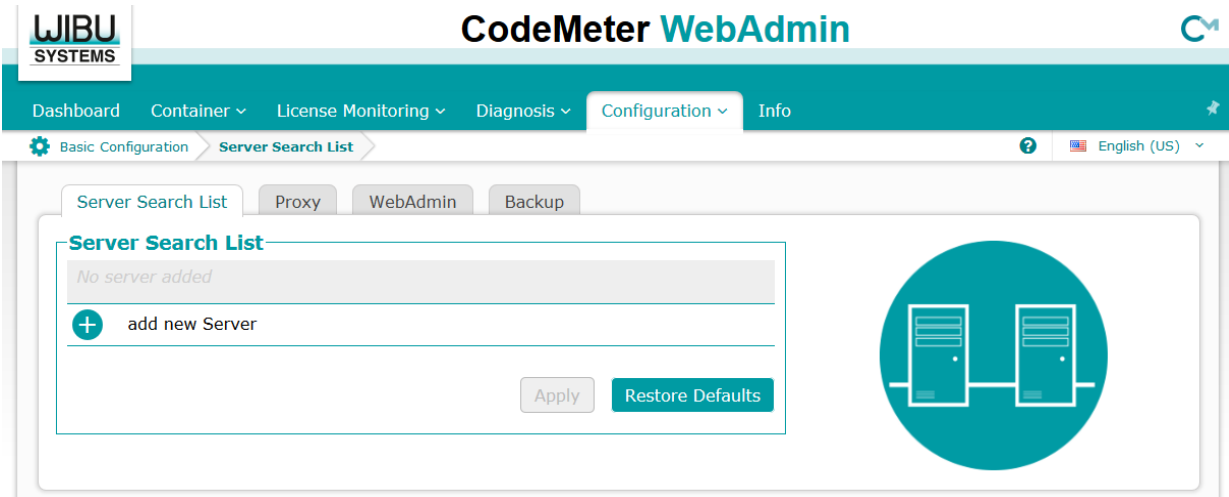 WIBU
SYSTEMS
CodeMeter WebAdmin
CM
Dashboard Container License Monitoring Diagnosis Configuration Info
Basic Configuration Server Search List ? English (US)
Server Search List Proxy WebAdmin Backup
Server Search List
No server added
+ add new Server
Apply Restore Defaults